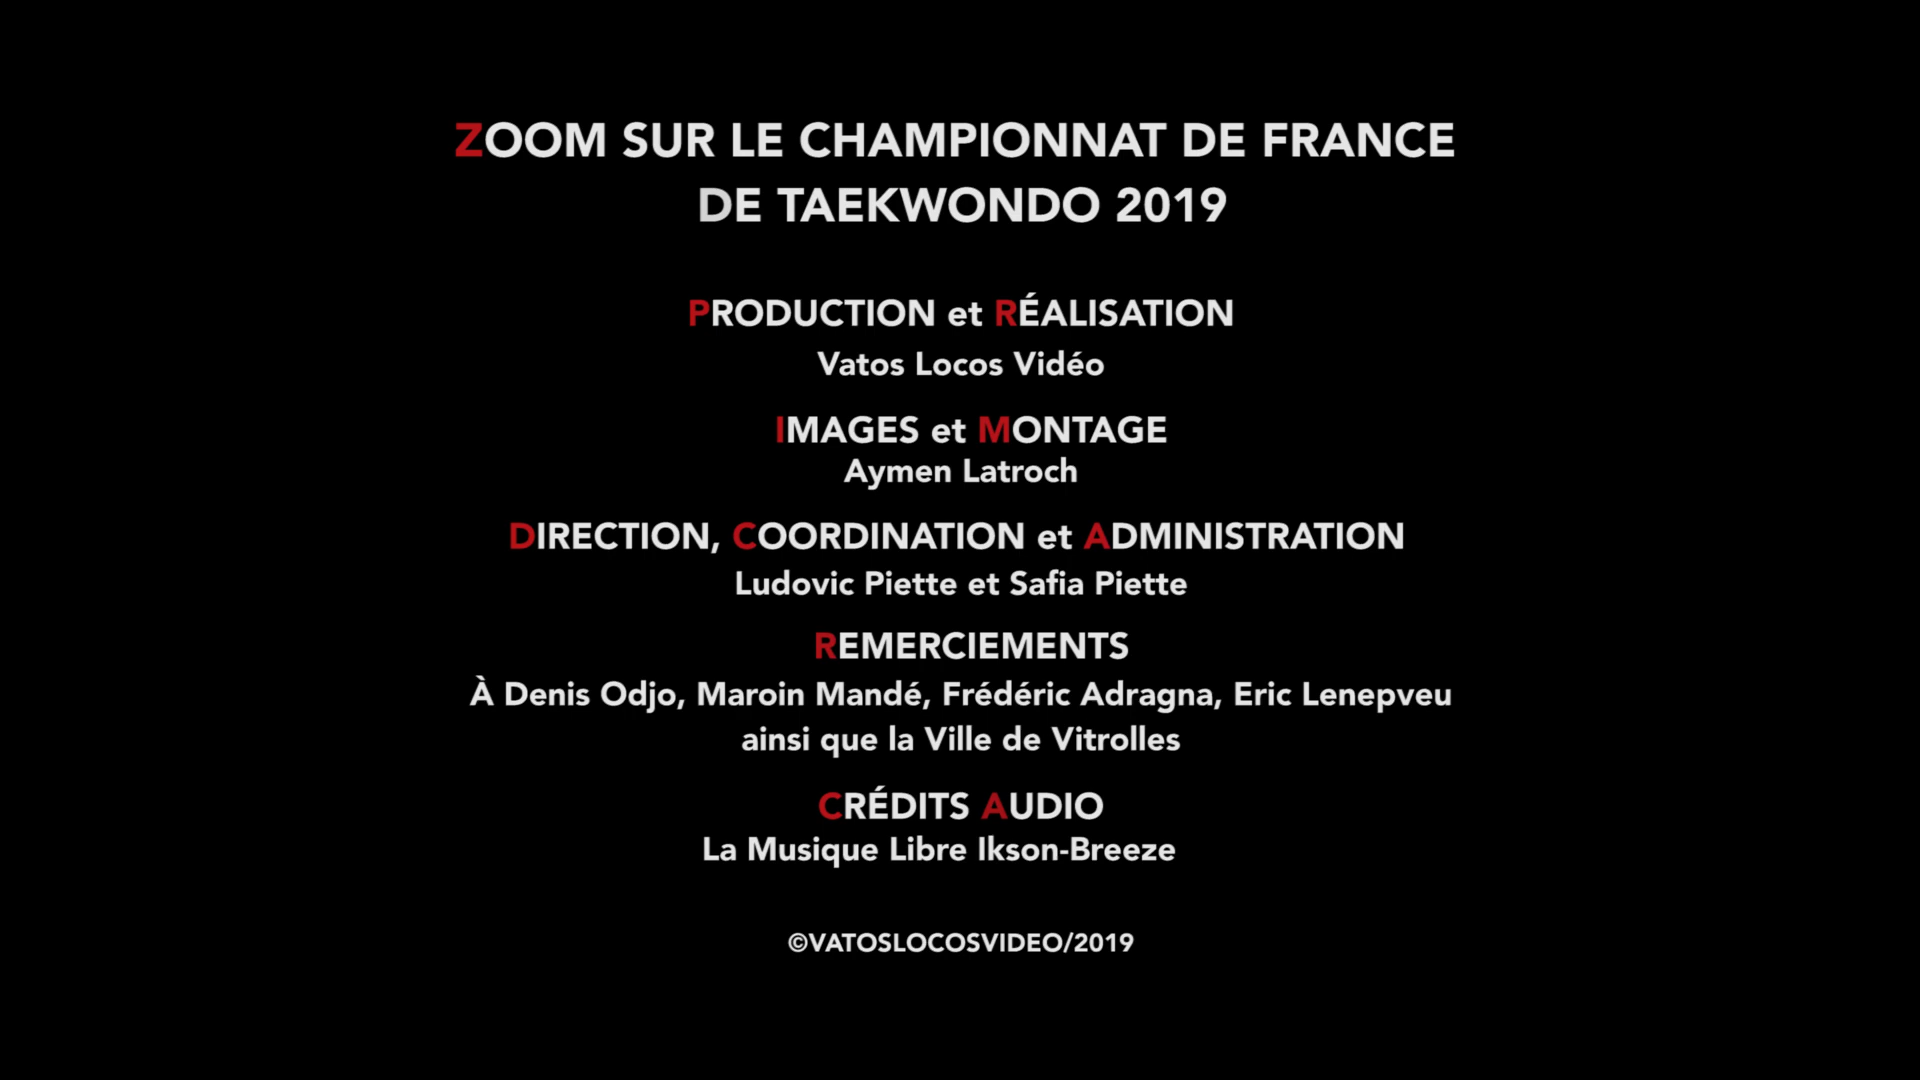 ZOOM SUR LE CHAMPIONNAT DE FRANCE
DE TAEKWONDO 2019
PRODUCTION et RÉALISATION
Vatos Locos Vidéo
IMAGES et MONTAGE
Aymen Latroch
DIRECTION, COORDINATION et ADMINISTRATION
Ludovic Piette et Safia Piette
REMERCIEMENTS
À Denis Odjo, Maroin Mandé, Frédéric Adragna, Eric Lenepveu
ainsi que la Ville de Vitrolles
CRÉDITS AUDIO
La Musique Libre Ikson-Breeze
©VATOSLOCOSVIDEO/2019